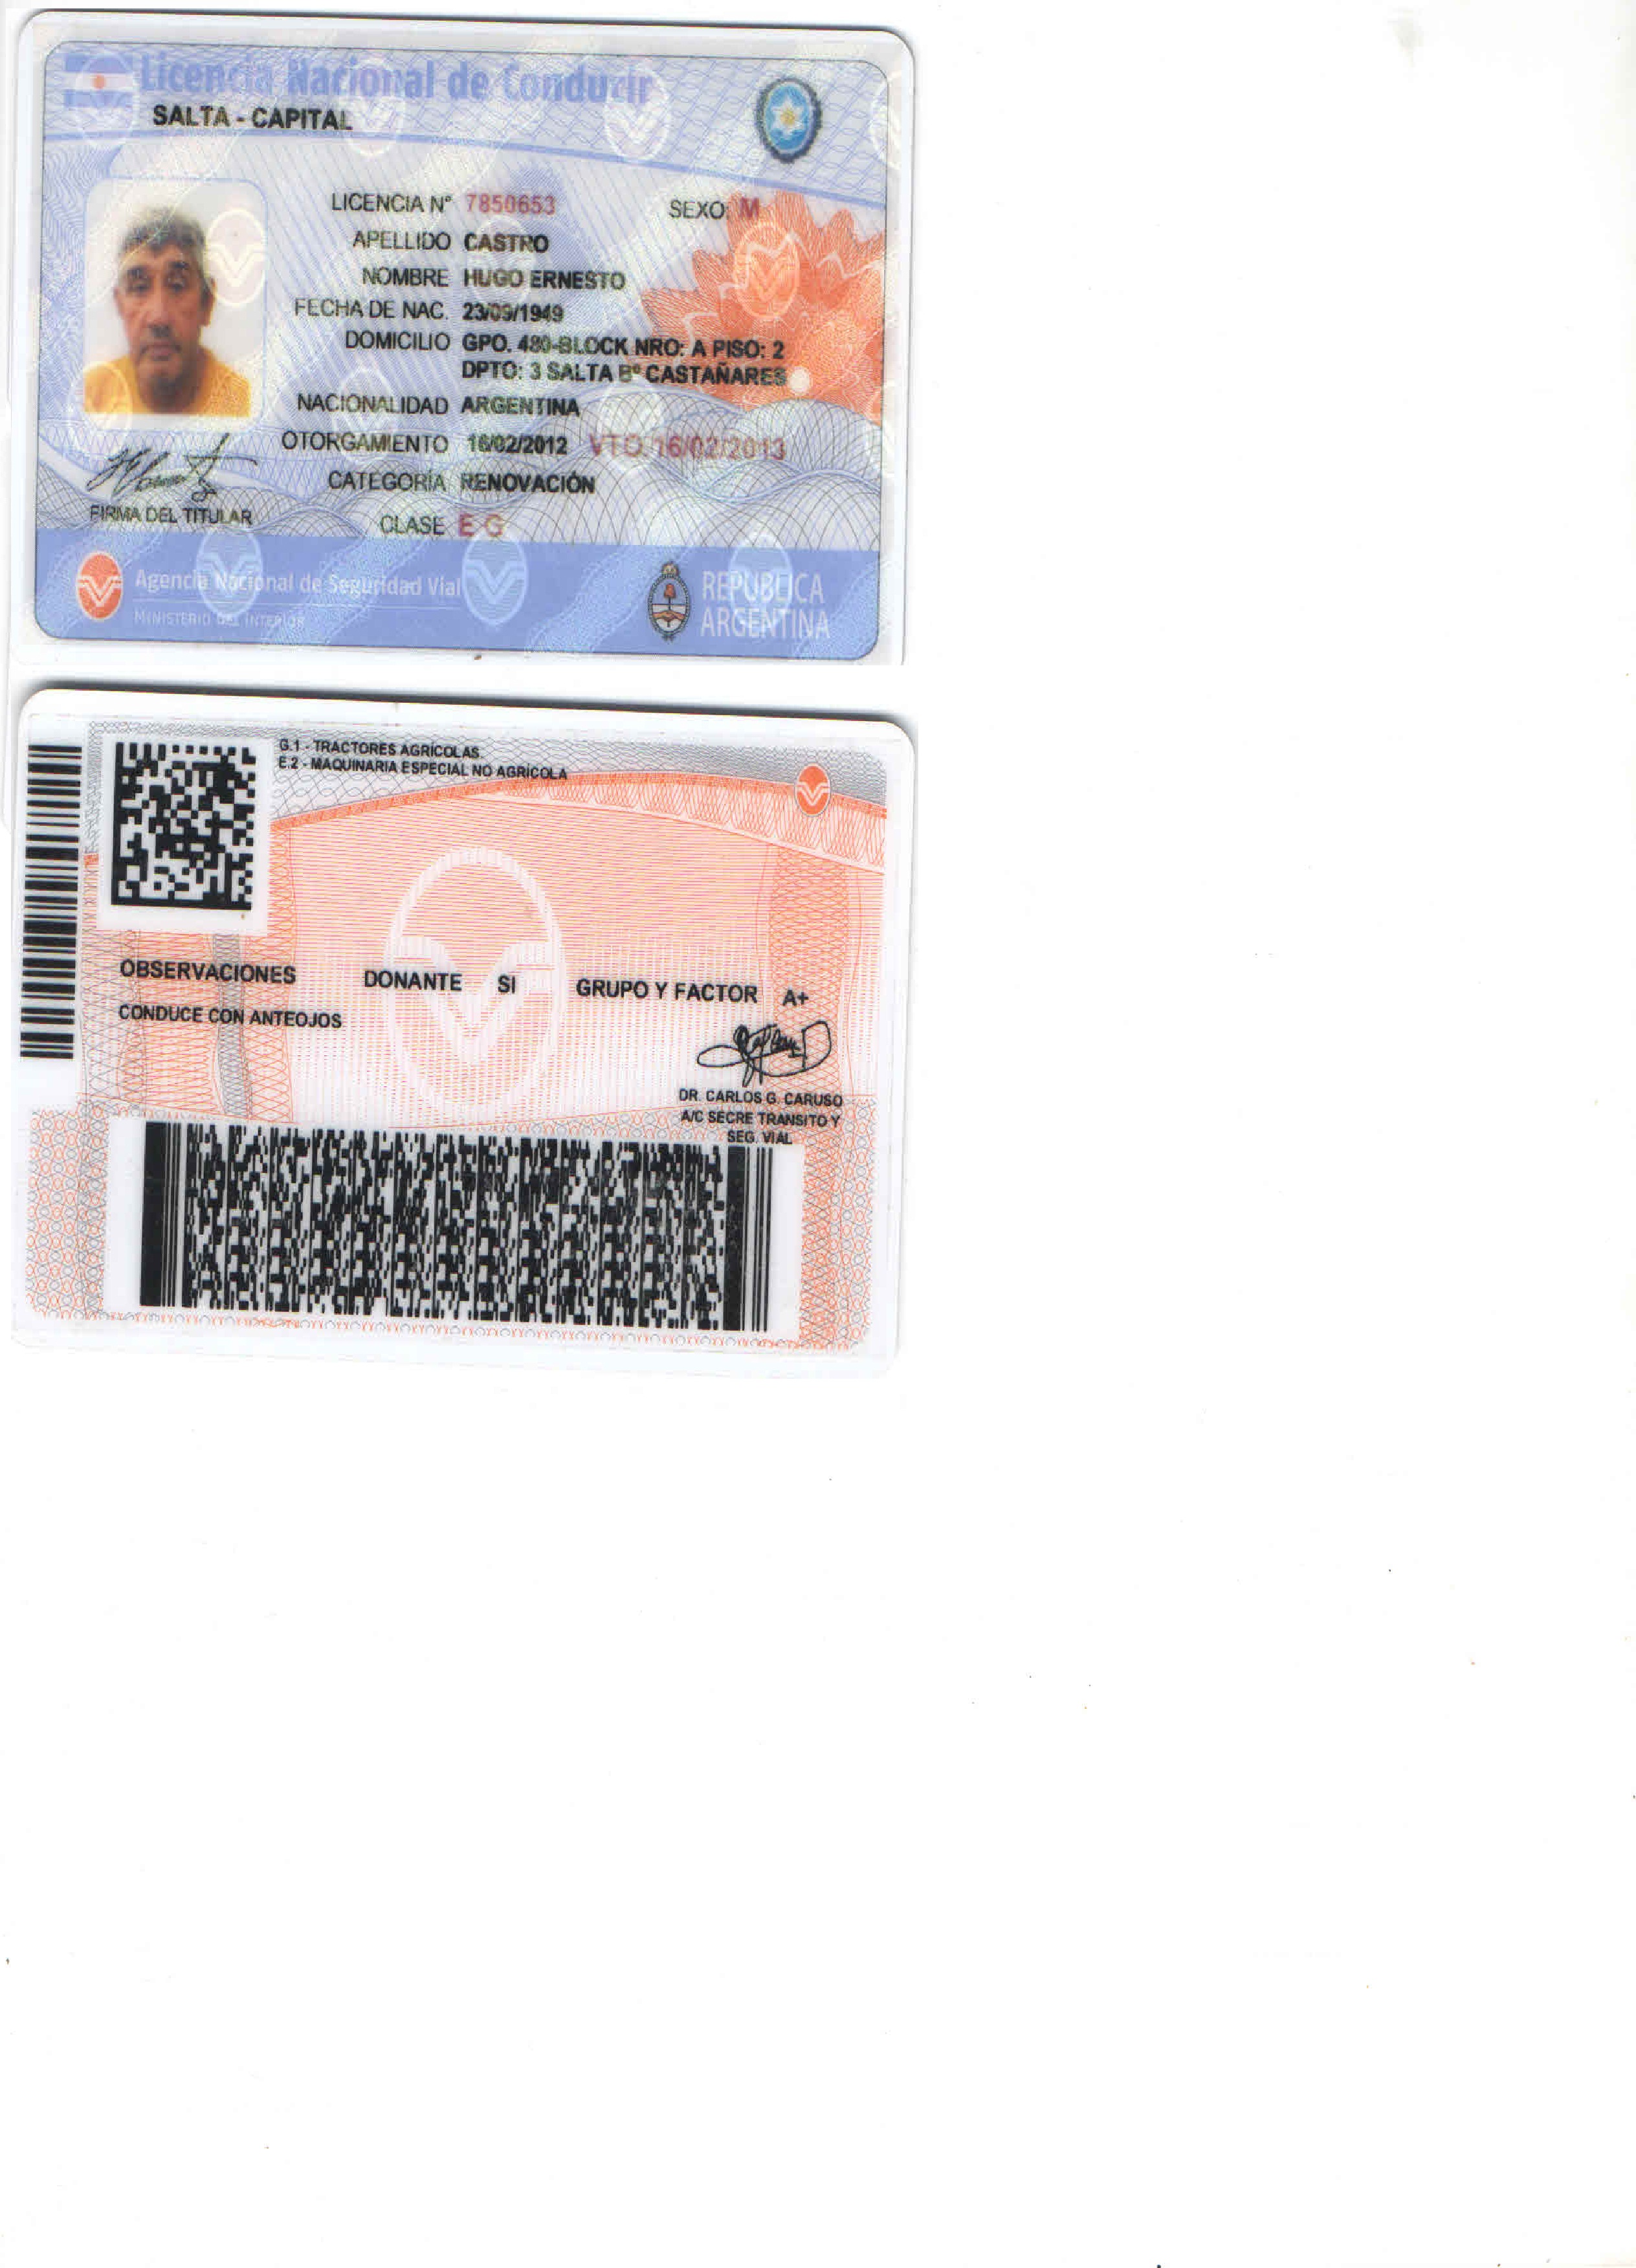 Licencia Nacional de Conducir
SALTA - CAPITAL
LICENCIA N° 7850653 SEXO: M
APELLIDO CASTRO
NOMBRE HUGO ERNESTO
FECHA DE NAC. 23/09/1949
DOMICILIO GPO. 480-BLOCK NRO: A PISO: 2
DPTO: 3 SALTA B° CASTAÑARES
NACIONALIDAD ARGENTINA
OTORGAMIENTO 16/02/2012 VTO. 16/02/2013
CATEGORÍA RENOVACIÓN
FIRMA DEL TITULAR
CLASE E G
Agencia Nacional de Seguridad Vial
MINISTERIO DEL INTERIOR
REPUBLICA
ARGENTINA
G.1 - TRACTORES AGRICOLAS.
E.2 - MAQUINARIA ESPECIAL NO AGRÍCOLA
OBSERVACIONES DONANTE SI GRUPO Y FACTOR A+
CONDUCE CON ANTEOJOS
DR. CARLOS G. CARUSO
A/C SECRE TRANSITO Y
SEG. VIAL